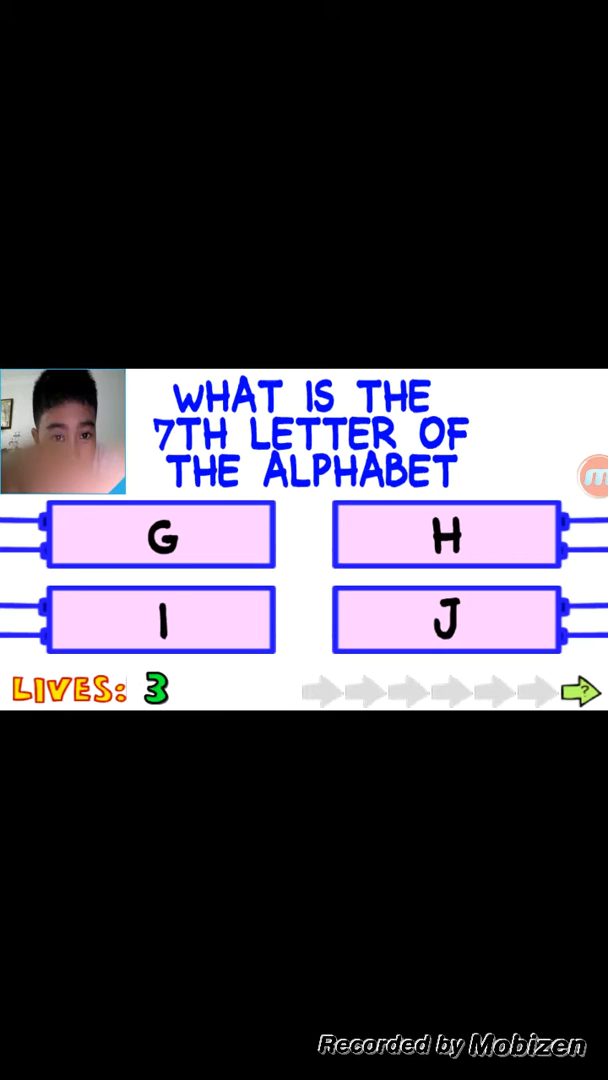 WHAT IS THE
7TH LETTER OF
THE ALPHABET
G
H
I
J
LIVES: 3
?
m
Recorded by Mobizen